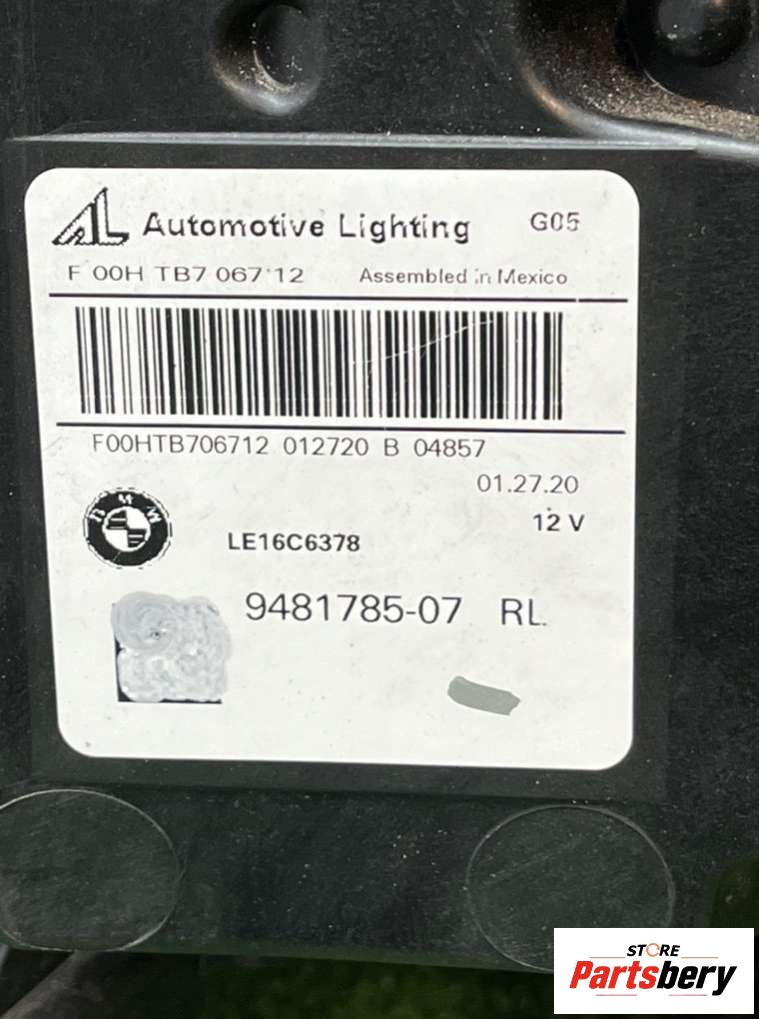 AL Automotive Lighting G05
F 00H TB7 067 12 Assembled in Mexico
F00HTB706712 012720 B 04857
01.27.20
BMW
12 V
LE16C6378
9481785-07 RL.
STORE
Partsbery